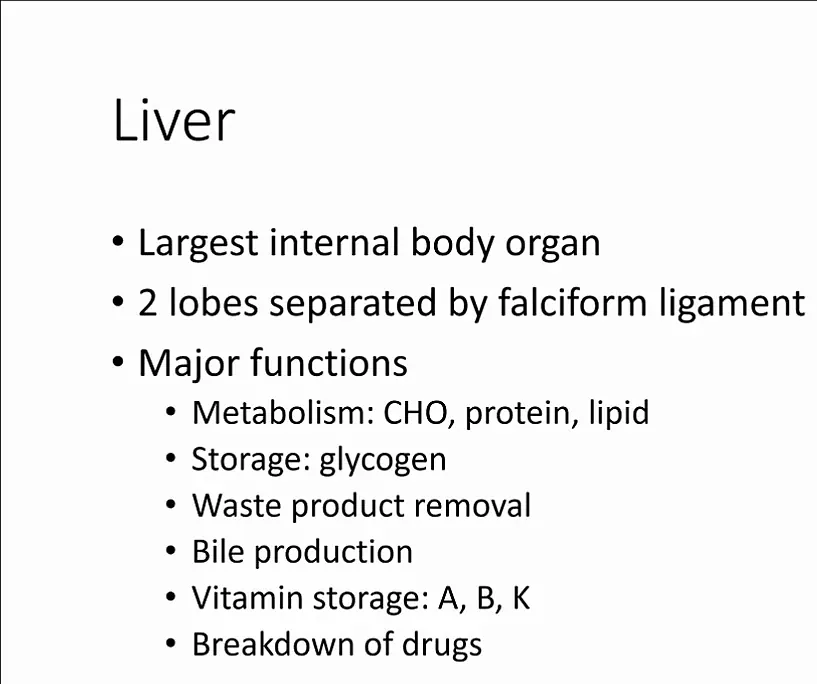 Liver
• Largest internal body organ
• 2 lobes separated by falciform ligament
• Major functions
• Metabolism: CHO, protein, lipid
• Storage: glycogen
• Waste product removal
• Bile production
• Vitamin storage: A, B, K
• Breakdown of drugs